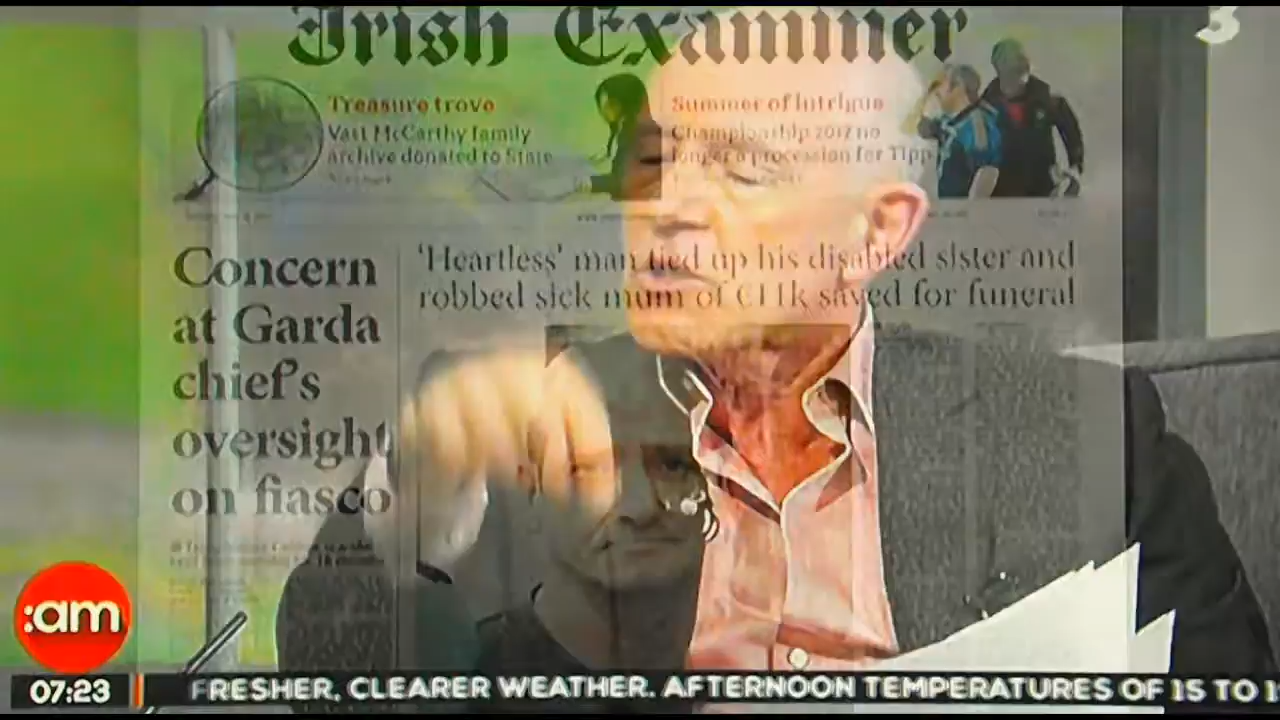 Irish Examiner
3
Treasure trove
Vast McCarthy family
archive donated to State
Summer of Intrigue
Championship 2017 no
longer a procession for Tipp
Concern
at Garda
chief's
oversight
on fiasco
'Heartless' man tied up his disabled sister and
robbed sick mum of €11k saved for funeral
:am
07:23
FRESHER, CLEARER WEATHER. AFTERNOON TEMPERATURES OF 15 TO